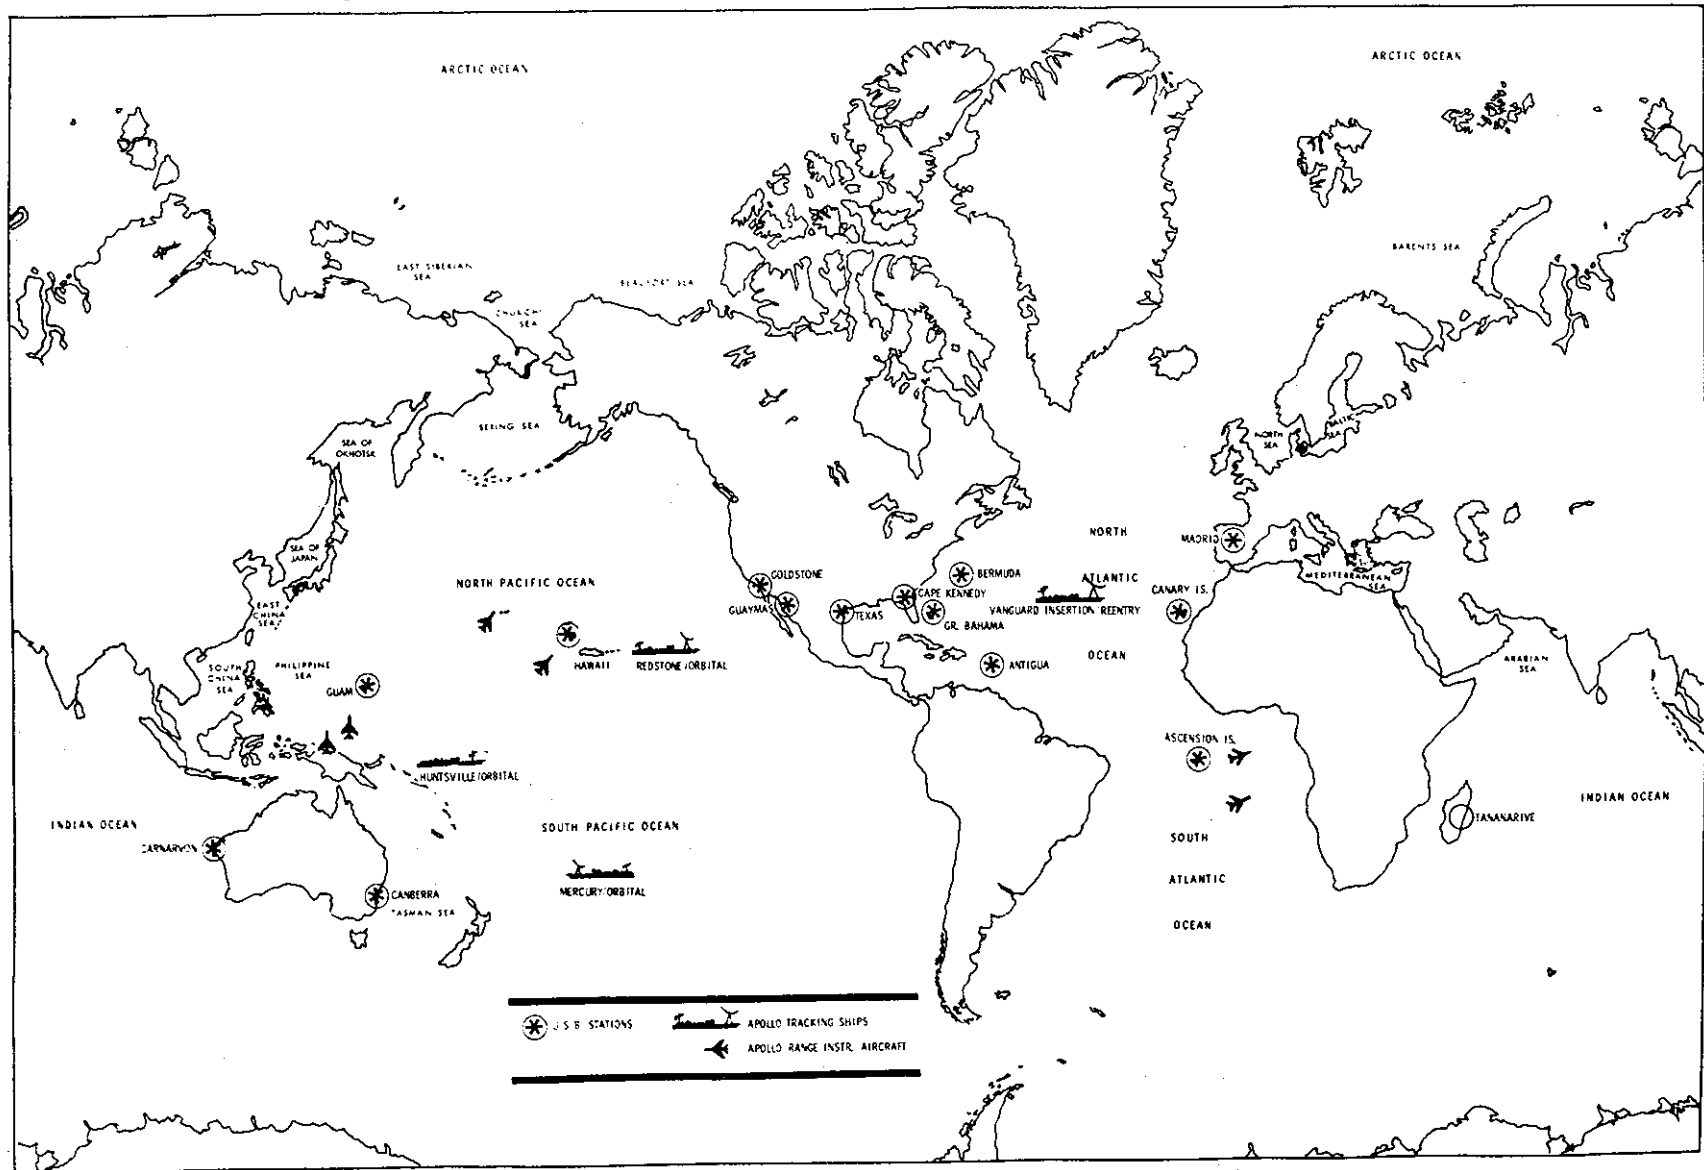 ARCTIC OCEAN
ARCTIC OCEAN
BARENTS SEA
EAST SIBERIAN
SEA
BEAUFORT SEA
CHUKCHI
SEA
BERING SEA
SEA OF
OKHOTSK
NORTH
SEA
BALTIC
SEA
NORTH
MADRID
SEA OF
JAPAN
NORTH PACIFIC OCEAN
GOLDSTONE
BERMUDA
ATLANTIC
MEDITERRANEAN
SEA
CANARY IS.
CAPE KENNEDY
EAST
CHINA
SEA
GUAYMAS
TEXAS
VANGUARD INSERTION/REENTRY
GR. BAHAMA
OCEAN
HAWAII
REDSTONE/ORBITAL
ANTIGUA
ARABIAN
SEA
SOUTH
CHINA
SEA
PHILIPPINE
SEA
GUAM
ASCENSION IS.
HUNTSVILLE/ORBITAL
INDIAN OCEAN
INDIAN OCEAN
TANANARIVE
SOUTH PACIFIC OCEAN
SOUTH
CARNARVON
ATLANTIC
MERCURY/ORBITAL
CANBERRA
TASMAN SEA
OCEAN
U.S.B. STATIONS
APOLLO TRACKING SHIPS
APOLLO RANGE INSTR. AIRCRAFT